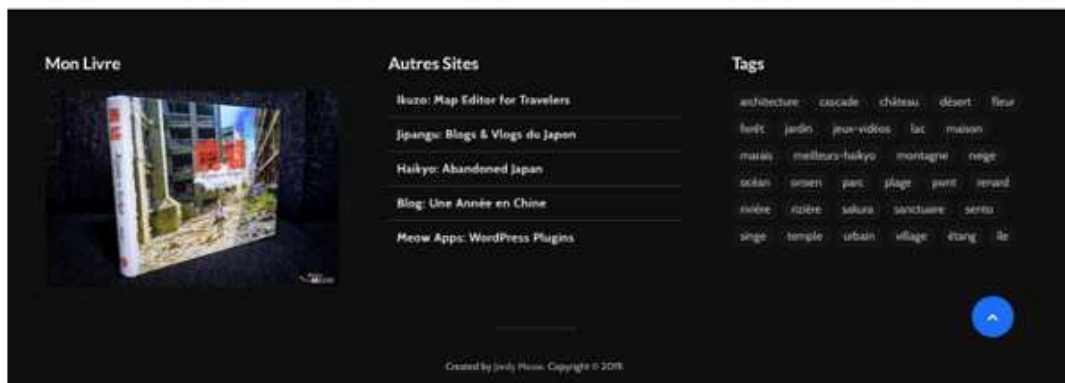 Mon Livre
Autres Sites
Ikuzo: Map Editor for Travelers
Jipangu: Blogs & Vlogs du Japon
Haikyo: Abandoned Japan
Blog: Une Année en Chine
Meow Apps: WordPress Plugins
Tags
architecture cascade château désert fleur
forêt jardin jeux-vidéos lac maison
marais meilleurs-haikyo montagne neige
océan onsen parc plage pont renard
rivière rizière sakura sanctuaire sento
singe temple urbain village étang île
Created by Jordy Meow. Copyright © 2019.